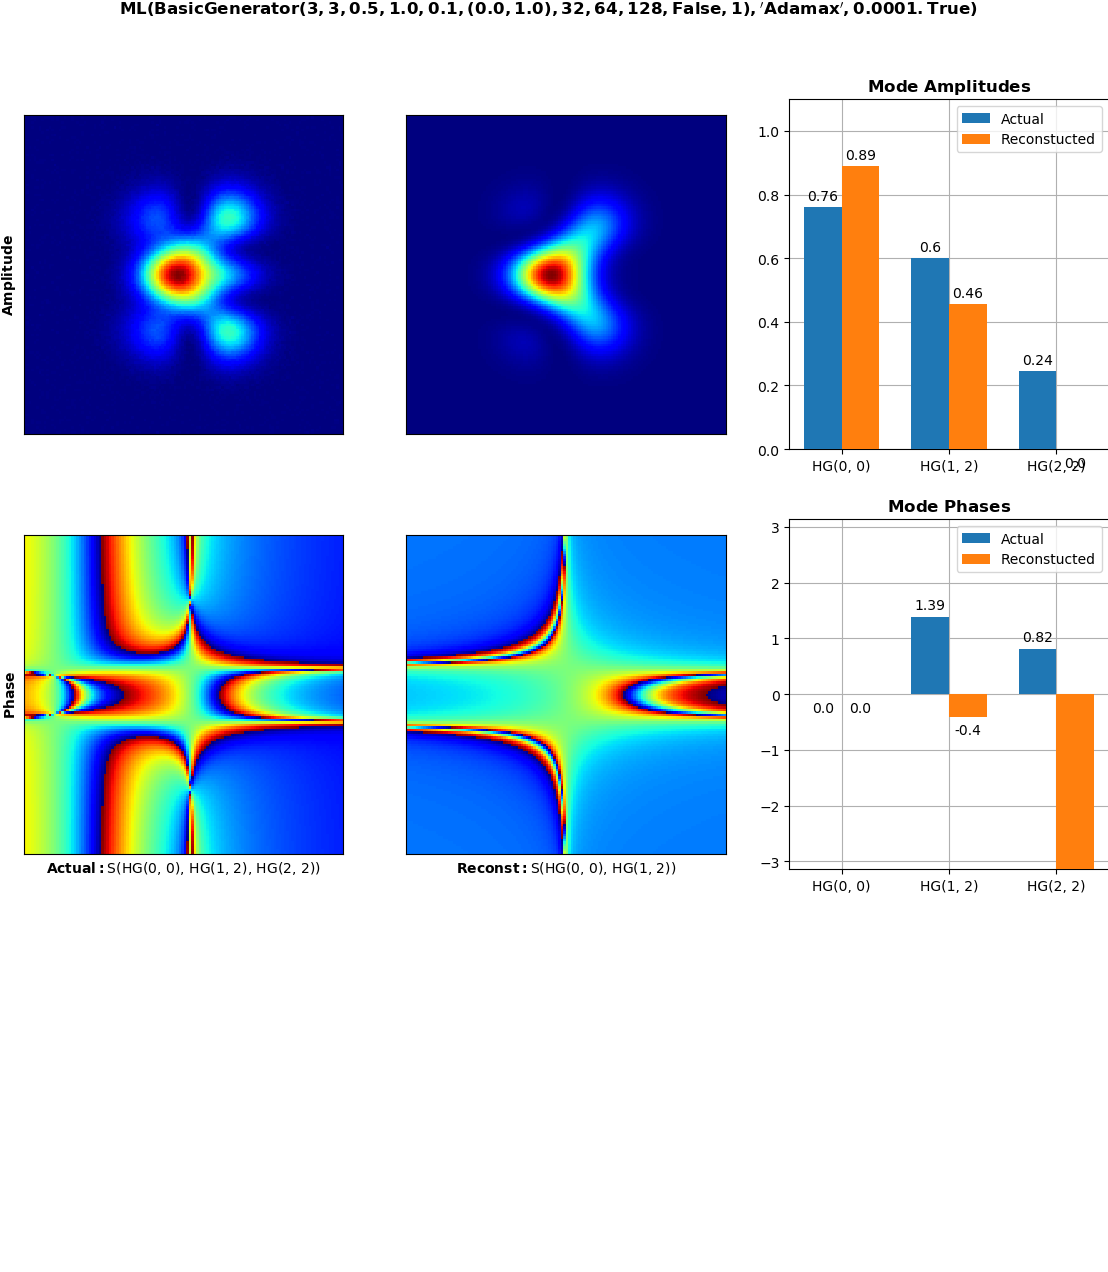 ML(BasicGenerator(3, 3, 0.5, 1.0, 0.1, (0.0, 1.0), 32, 64, 128, False, 1), ′Adamax′, 0.0001. True)
Mode Amplitudes
Amplitude
1.0
0.8
0.6
0.4
0.2
0.0
Actual
Reconstucted
0.76
0.89
0.6
0.46
0.24
0.0
HG(0, 0)
HG(1, 2)
HG(2, 2)
Mode Phases
Phase
3
2
1
0
−1
−2
−3
Actual
Reconstucted
0.0
0.0
1.39
-0.4
0.82
HG(0, 0)
HG(1, 2)
HG(2, 2)
Actual: S(HG(0, 0), HG(1, 2), HG(2, 2))
Reconst: S(HG(0, 0), HG(1, 2))